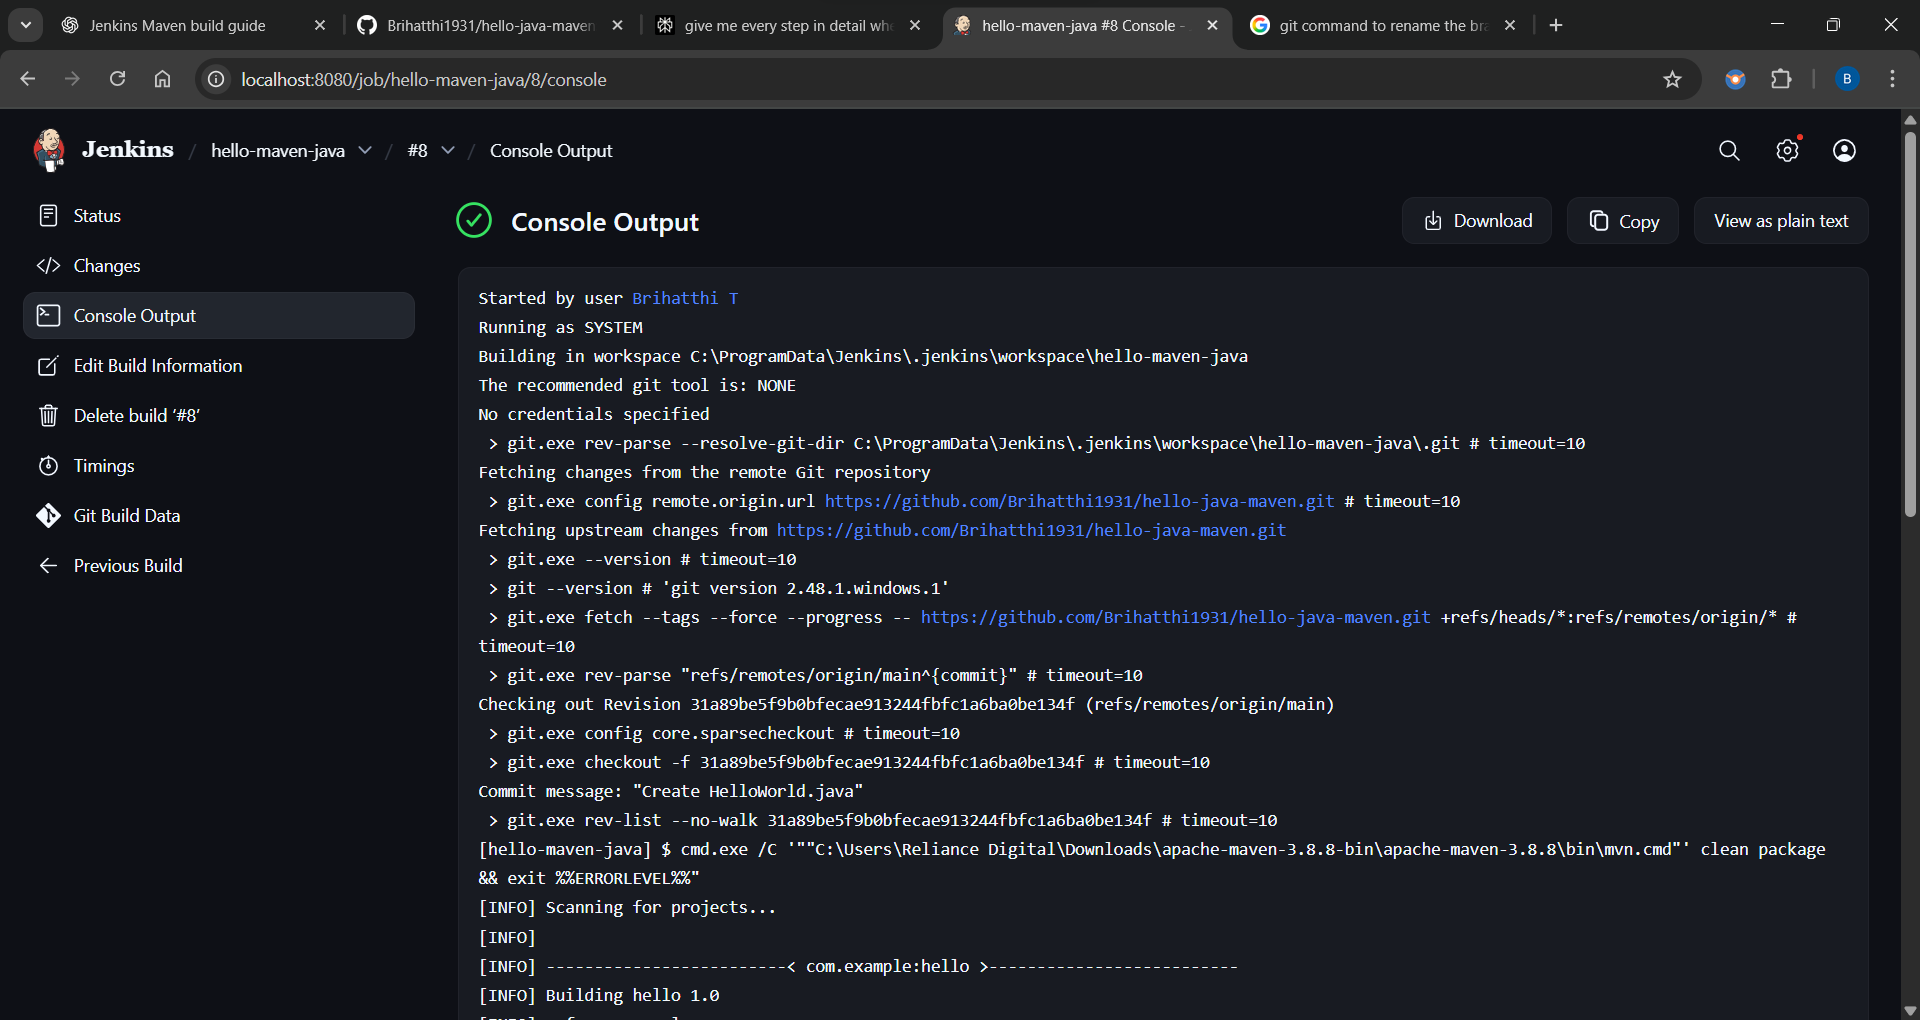 Jenkins Maven build guide
Brihatthi1931/hello-java-maven
give me every step in detail whe
hello-maven-java #8 Console -
git command to rename the bra
localhost:8080/job/hello-maven-java/8/console
B
Jenkins / hello-maven-java / #8 / Console Output
Status
Changes
Console Output
Edit Build Information
Delete build ‘#8’
Timings
Git Build Data
Previous Build
Console Output
Download
Copy
View as plain text
Started by user Brihatthi T
Running as SYSTEM
Building in workspace C:\ProgramData\Jenkins\.jenkins\workspace\hello-maven-java
The recommended git tool is: NONE
No credentials specified
> git.exe rev-parse --resolve-git-dir C:\ProgramData\Jenkins\.jenkins\workspace\hello-maven-java\.git # timeout=10
Fetching changes from the remote Git repository
> git.exe config remote.origin.url https://github.com/Brihatthi1931/hello-java-maven.git # timeout=10
Fetching upstream changes from https://github.com/Brihatthi1931/hello-java-maven.git
> git.exe --version # timeout=10
> git --version # 'git version 2.48.1.windows.1'
> git.exe fetch --tags --force --progress -- https://github.com/Brihatthi1931/hello-java-maven.git +refs/heads/*:refs/remotes/origin/* #
timeout=10
> git.exe rev-parse "refs/remotes/origin/main^{commit}" # timeout=10
Checking out Revision 31a89be5f9b0bfecae913244fbfc1a6ba0be134f (refs/remotes/origin/main)
> git.exe config core.sparsecheckout # timeout=10
> git.exe checkout -f 31a89be5f9b0bfecae913244fbfc1a6ba0be134f # timeout=10
Commit message: "Create HelloWorld.java"
> git.exe rev-list --no-walk 31a89be5f9b0bfecae913244fbfc1a6ba0be134f # timeout=10
[hello-maven-java] $ cmd.exe /C '""C:\Users\Reliance Digital\Downloads\apache-maven-3.8.8-bin\apache-maven-3.8.8\bin\mvn.cmd"' clean package
&& exit %%ERRORLEVEL%%"
[INFO] Scanning for projects...
[INFO]
[INFO] -------------------------< com.example:hello >--------------------------
[INFO] Building hello 1.0